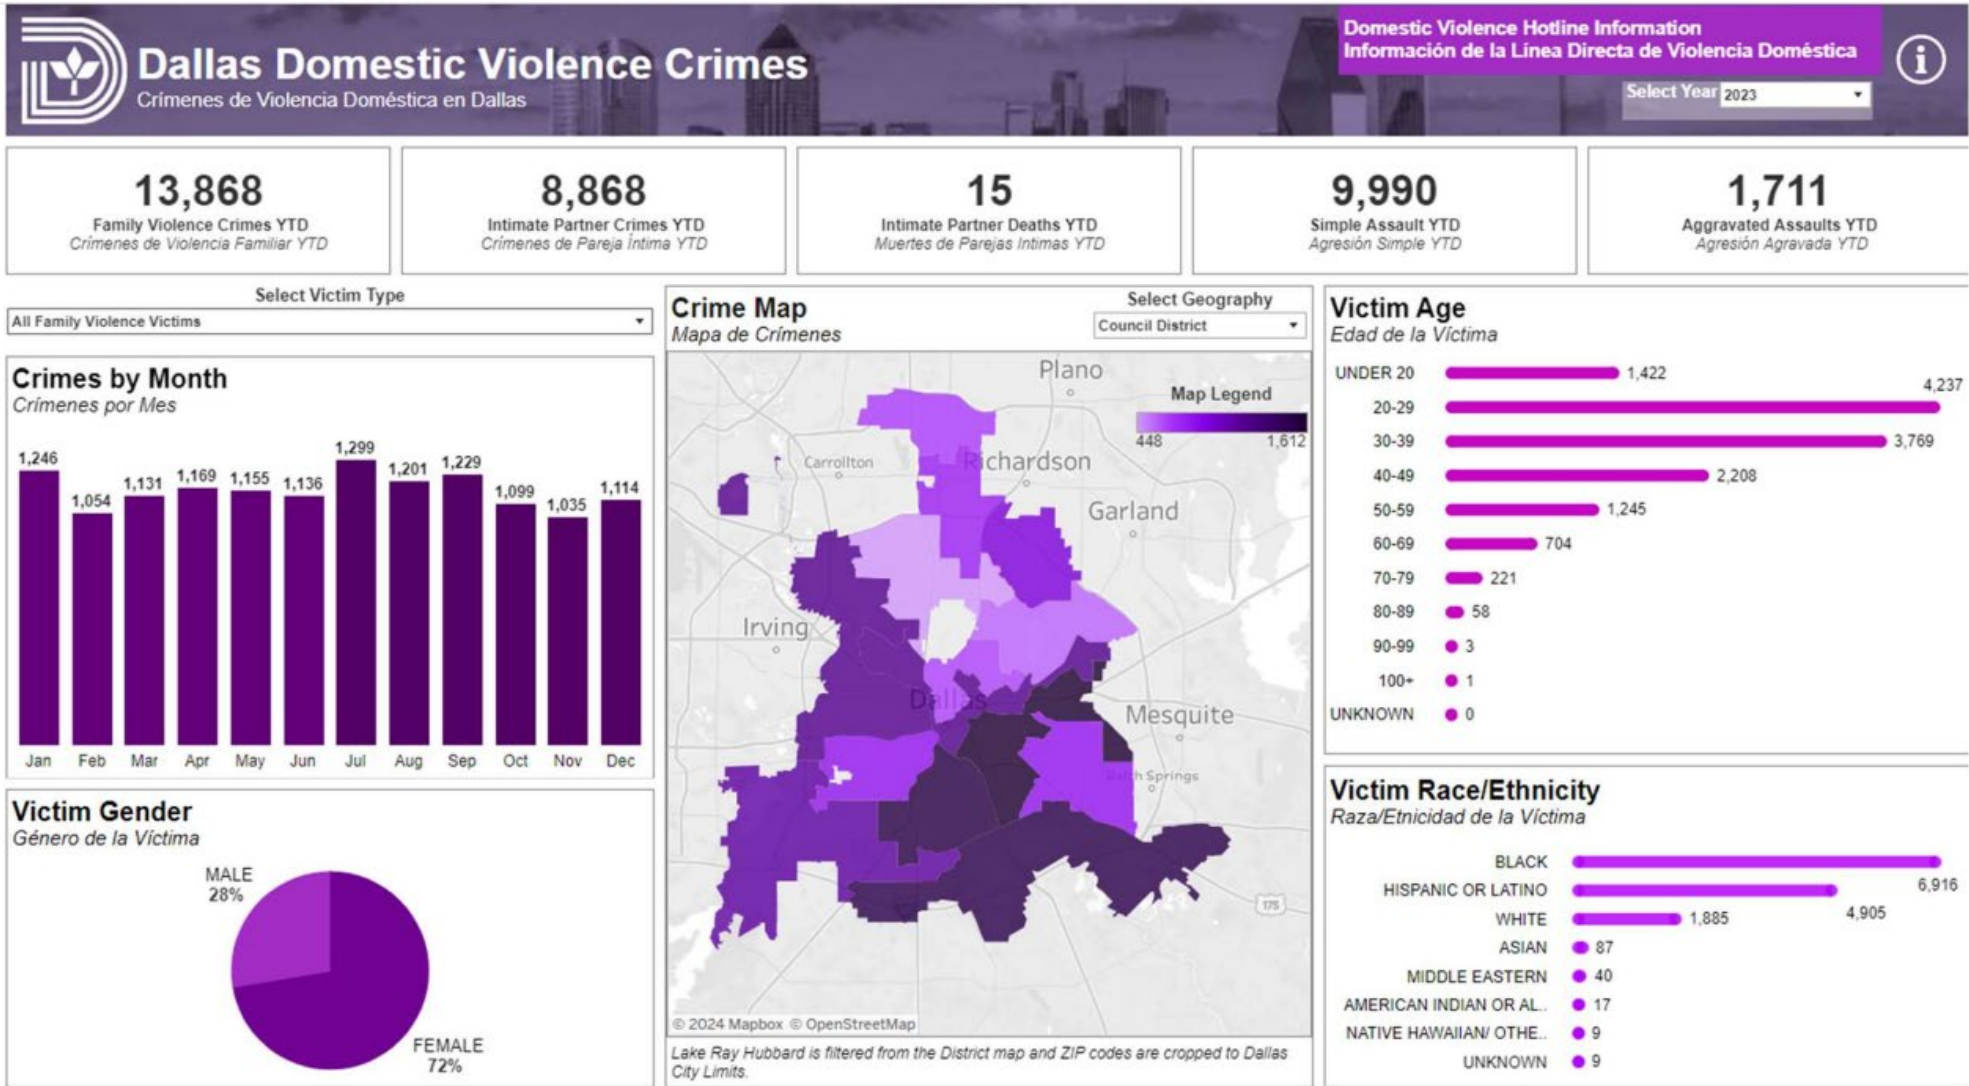 Dallas Domestic Violence Crimes
Crímenes de Violencia Doméstica en Dallas
Domestic Violence Hotline Information
Información de la Línea Directa de Violencia Doméstica
Select Year 2023
13,868
Family Violence Crimes YTD
Crímenes de Violencia Familiar YTD
8,868
Intimate Partner Crimes YTD
Crímenes de Pareja Íntima YTD
15
Intimate Partner Deaths YTD
Muertes de Parejas Intimas YTD
9,990
Simple Assault YTD
Agresión Simple YTD
1,711
Aggravated Assaults YTD
Agresión Agravada YTD
Select Victim Type
All Family Violence Victims
Crimes by Month
Crímenes por Mes
1,246
1,054
1,131
1,169
1,155
1,136
1,299
1,201
1,229
1,099
1,035
1,114
Jan Feb Mar Apr May Jun Jul Aug Sep Oct Nov Dec
Victim Gender
Género de la Víctima
MALE
28%
FEMALE
72%
Crime Map
Mapa de Crímenes
Select Geography
Council District
Map Legend
448 1,612
Plano
Carrollton
Richardson
Garland
Irving
Dallas
Mesquite
Balch Springs
175
© 2024 Mapbox © OpenStreetMap
Lake Ray Hubbard is filtered from the District map and ZIP codes are cropped to Dallas
City Limits.
Victim Age
Edad de la Víctima
UNDER 20 1,422
20-29 4,237
30-39 3,769
40-49 2,208
50-59 1,245
60-69 704
70-79 221
80-89 58
90-99 3
100+ 1
UNKNOWN 0
Victim Race/Ethnicity
Raza/Etnicidad de la Víctima
BLACK 6,916
HISPANIC OR LATINO 4,905
WHITE 1,885
ASIAN 87
MIDDLE EASTERN 40
AMERICAN INDIAN OR AL.. 17
NATIVE HAWAIIAN/ OTHE.. 9
UNKNOWN 9